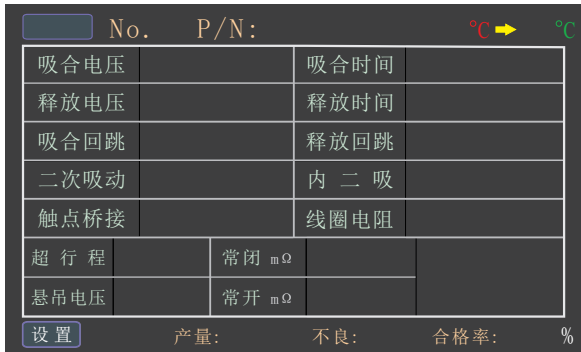 No. P/N: °C ➡ °C
吸合电压 吸合时间
释放电压 释放时间
吸合回跳 释放回跳
二次吸动 内 二 吸
触点桥接 线圈电阻
超 行 程 常闭 mΩ
悬吊电压 常开 mΩ
设置 产量: 不良: 合格率: %